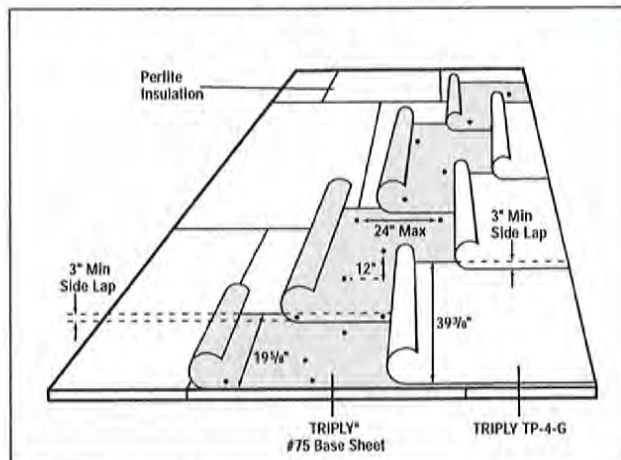 Perlite
Insulation
24" Max
3" Min
Side Lap
12"
3" Min
Side Lap
39⅜"
19⅝"
TRIPLY®
#75 Base Sheet
TRIPLY TP-4-G